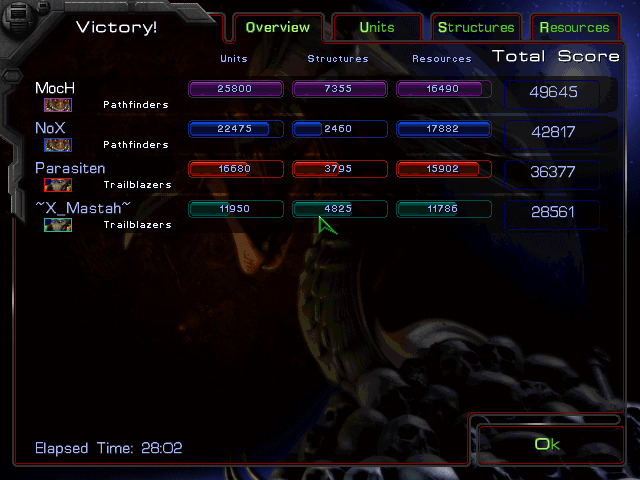 Victory!
Overview
Units
Structures
Resources
Units Structures Resources Total Score
MocH 25800 7355 16490 49645
Pathfinders
NoX 22475 2460 17882 42817
Pathfinders
Parasiten 16680 3795 15902 36377
Trailblazers
~X_Mastah~ 11950 4825 11786 28561
Trailblazers
Elapsed Time: 28:02
Ok